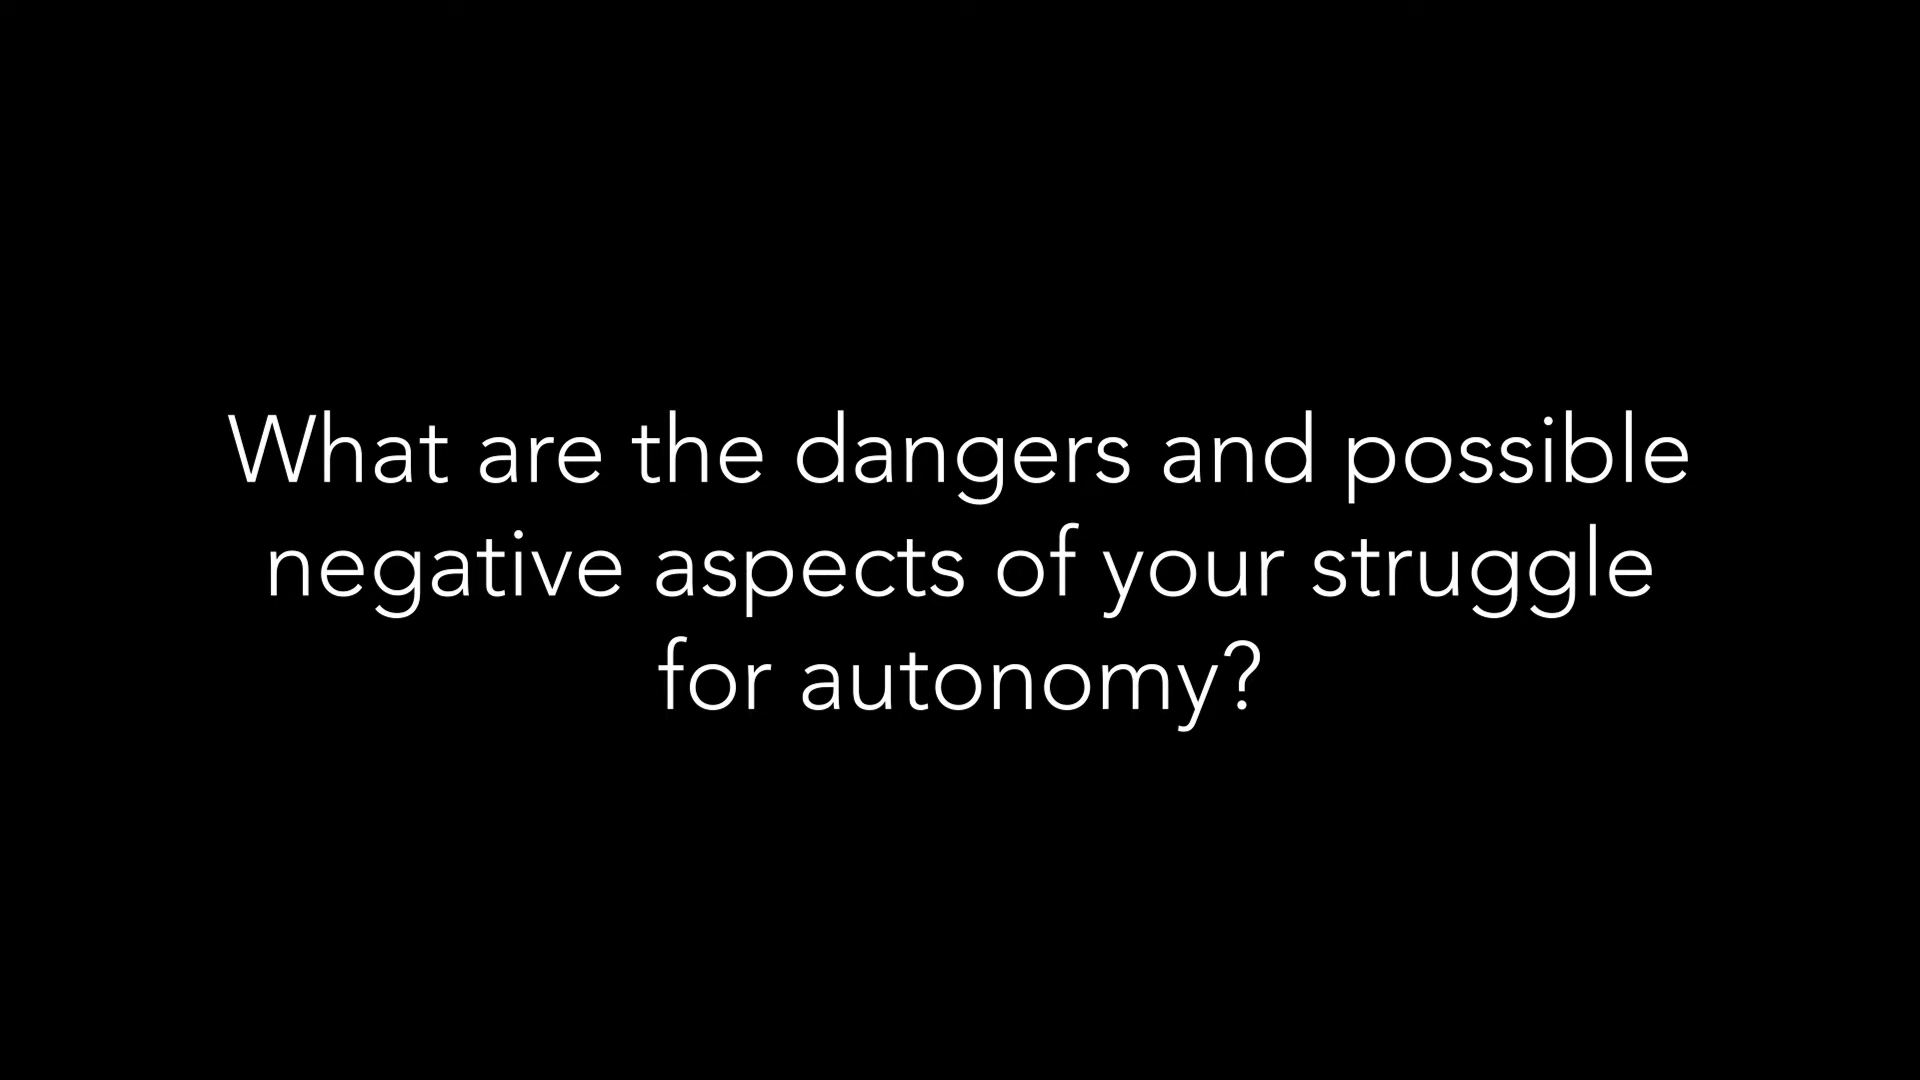 What are the dangers and possible
negative aspects of your struggle
for autonomy?